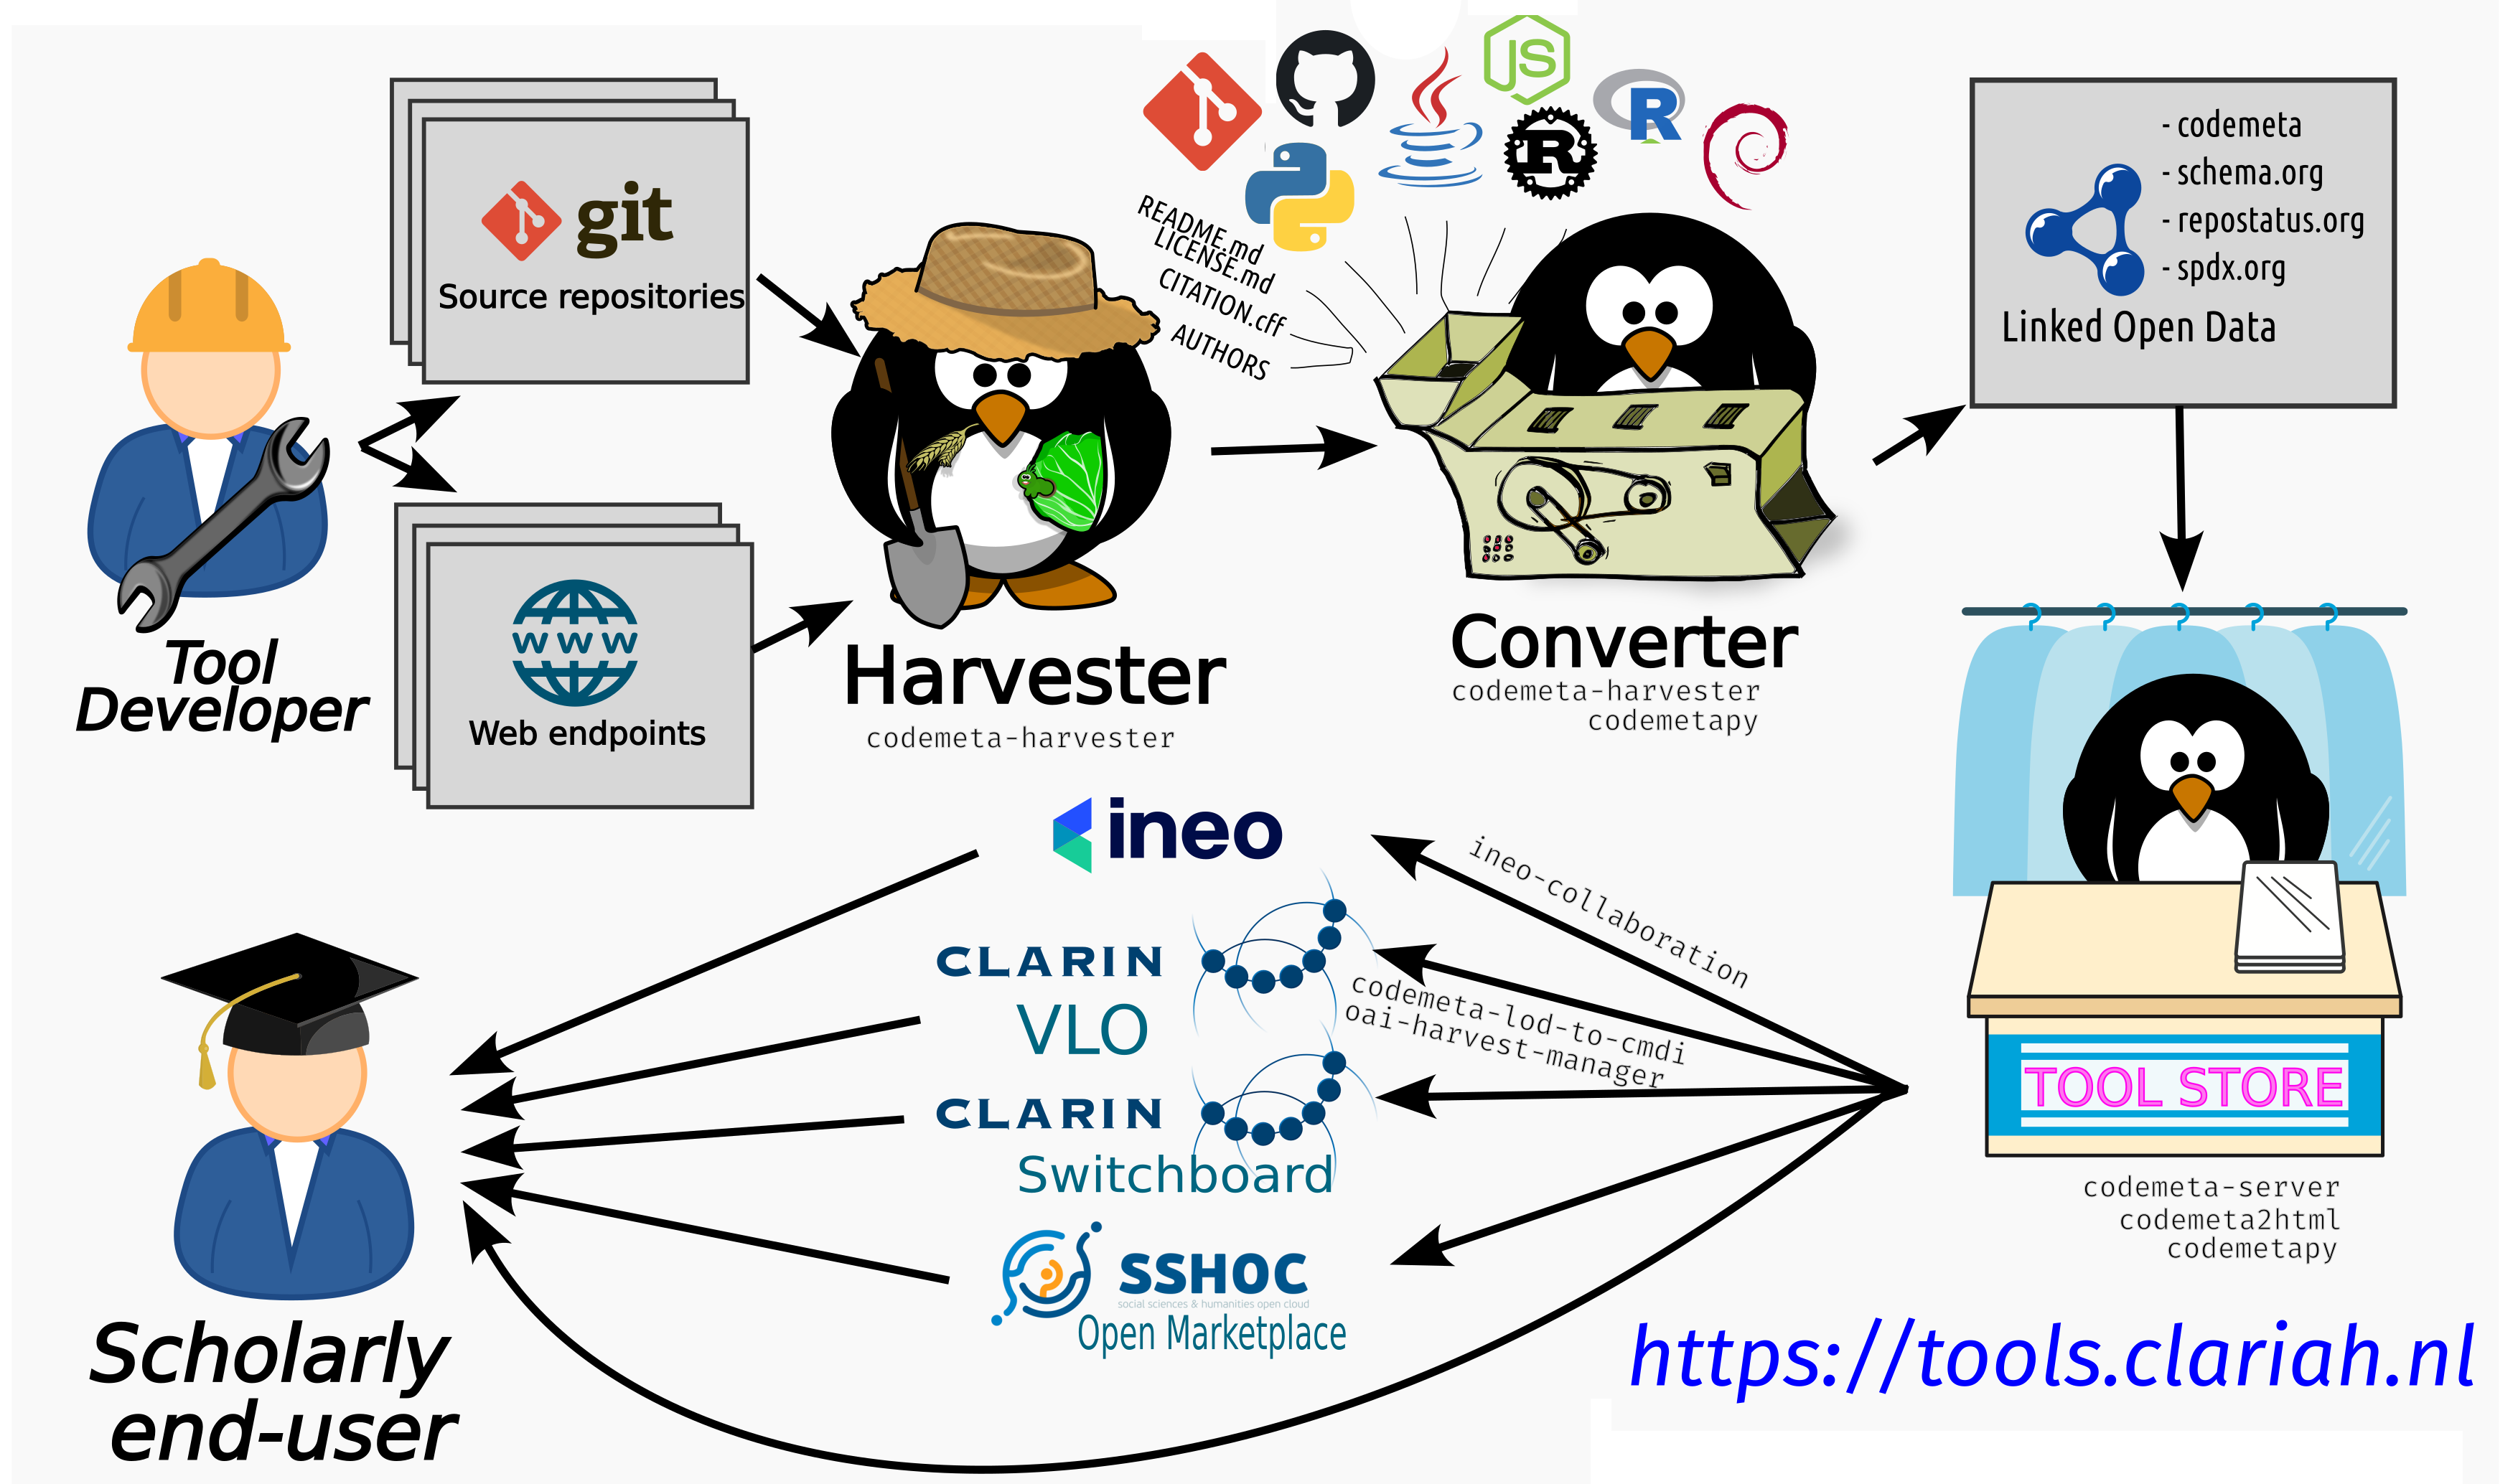 git
Source repositories
Tool
Developer
www
Web endpoints
README.md
LICENSE.md
CITATION.cff
AUTHORS
JS
R
R
Harvester
codemeta-harvester
Converter
codemeta-harvester
codemetapy
- codemeta
- schema.org
- repostatus.org
- spdx.org
Linked Open Data
TOOL STORE
codemeta-server
codemeta2html
codemetapy
ineo-collaboration
codemeta-lod-to-cmdi
oai-harvest-manager
ineo
CLARIN
VLO
CLARIN
Switchboard
SSHOC
social sciences & humanities open cloud
Open Marketplace
Scholarly
end-user
https://tools.clariah.nl